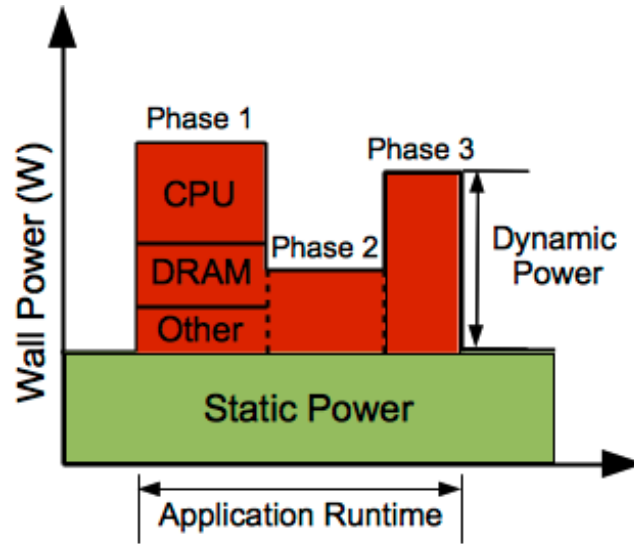 Wall Power (W)
Phase 1
CPU
DRAM
Other
Phase 2
Phase 3
Dynamic
Power
Static Power
Application Runtime